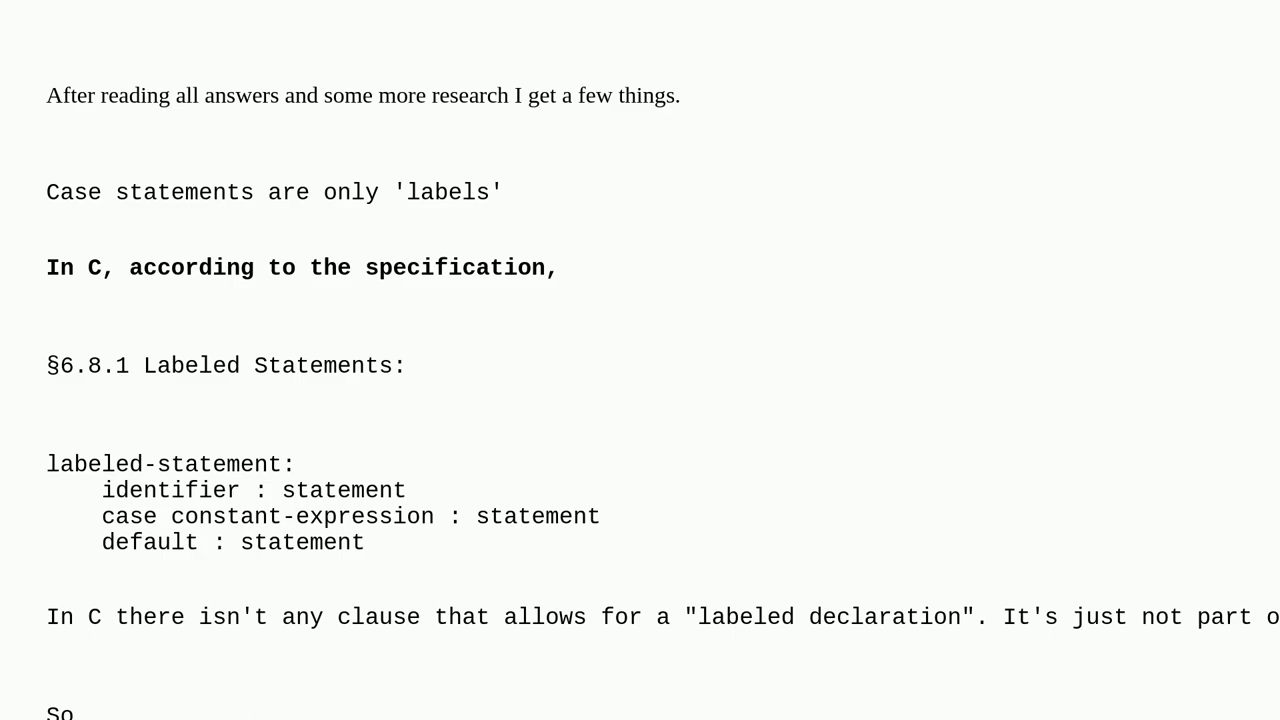 After reading all answers and some more research I get a few things.
Case statements are only 'labels'
In C, according to the specification,
§6.8.1 Labeled Statements:
labeled-statement:
    identifier : statement
    case constant-expression : statement
    default : statement
In C there isn't any clause that allows for a "labeled declaration". It's just not part o
So